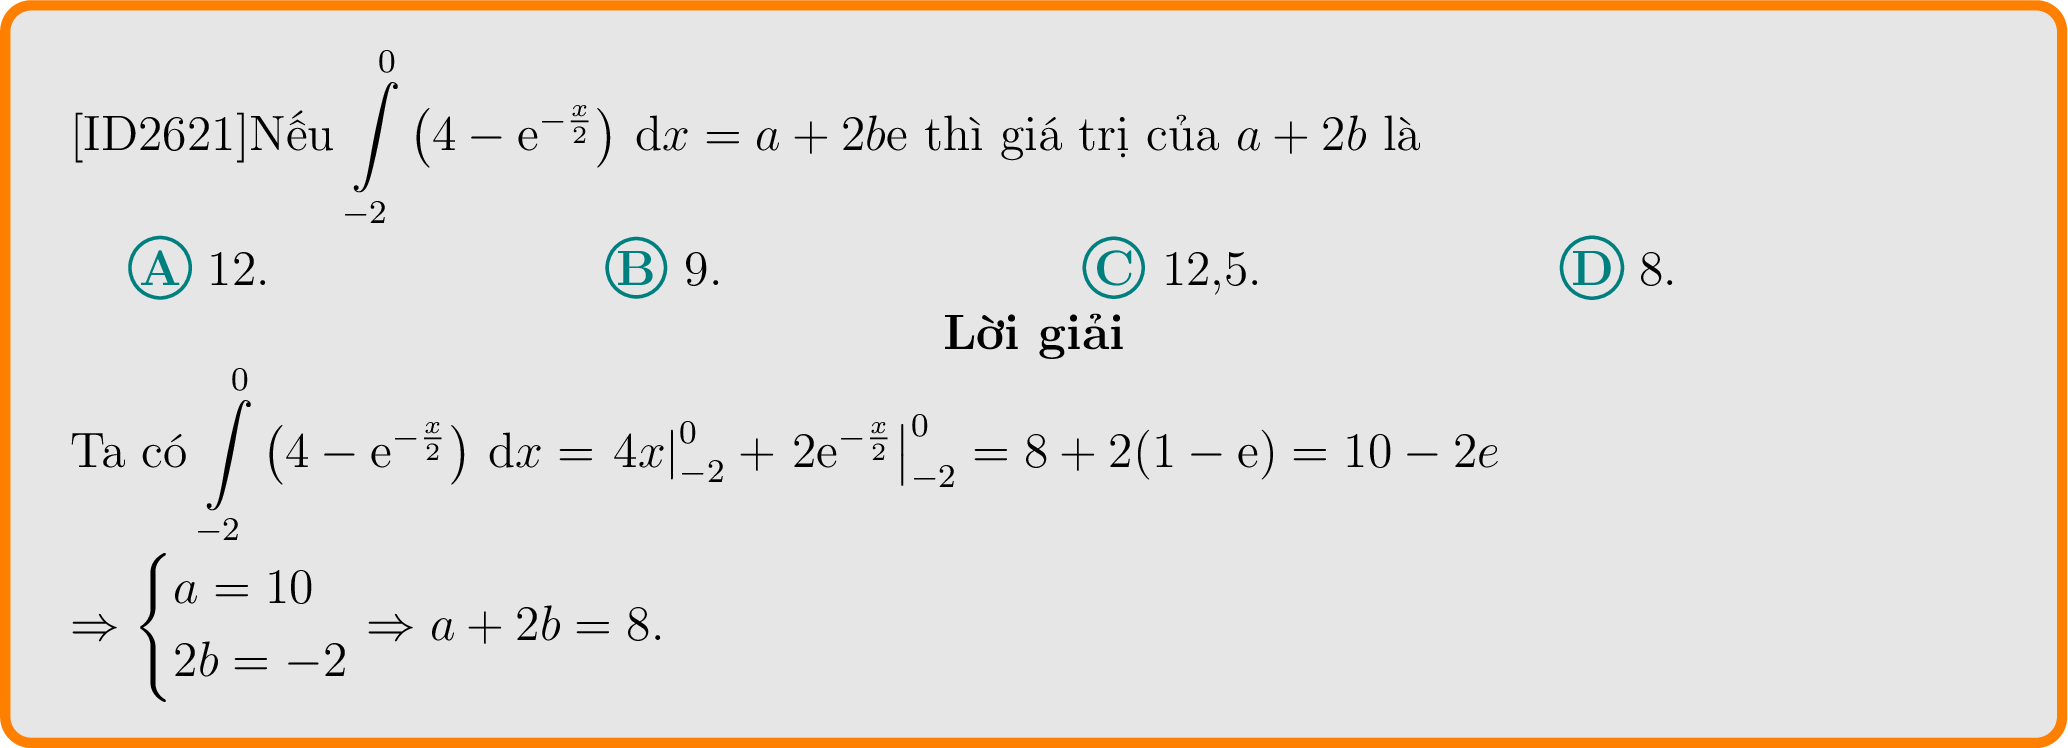 [ID2621]Nếu $\int\limits_{-2}^{0} \left(4 - \mathrm{e}^{-\frac{x}{2}}\right) \mathrm{d}x = a + 2b\mathrm{e}$ thì giá trị của $a + 2b$ là
Ⓐ 12. Ⓑ 9. Ⓒ 12,5. Ⓓ 8.
Lời giải
Ta có $\int\limits_{-2}^{0} \left(4 - \mathrm{e}^{-\frac{x}{2}}\right) \mathrm{d}x = 4x\big|_{-2}^{0} + 2\mathrm{e}^{-\frac{x}{2}}\Big|_{-2}^{0} = 8 + 2(1 - \mathrm{e}) = 10 - 2e$
$\Rightarrow \begin{cases} a = 10 \\ 2b = -2 \end{cases} \Rightarrow a + 2b = 8.$